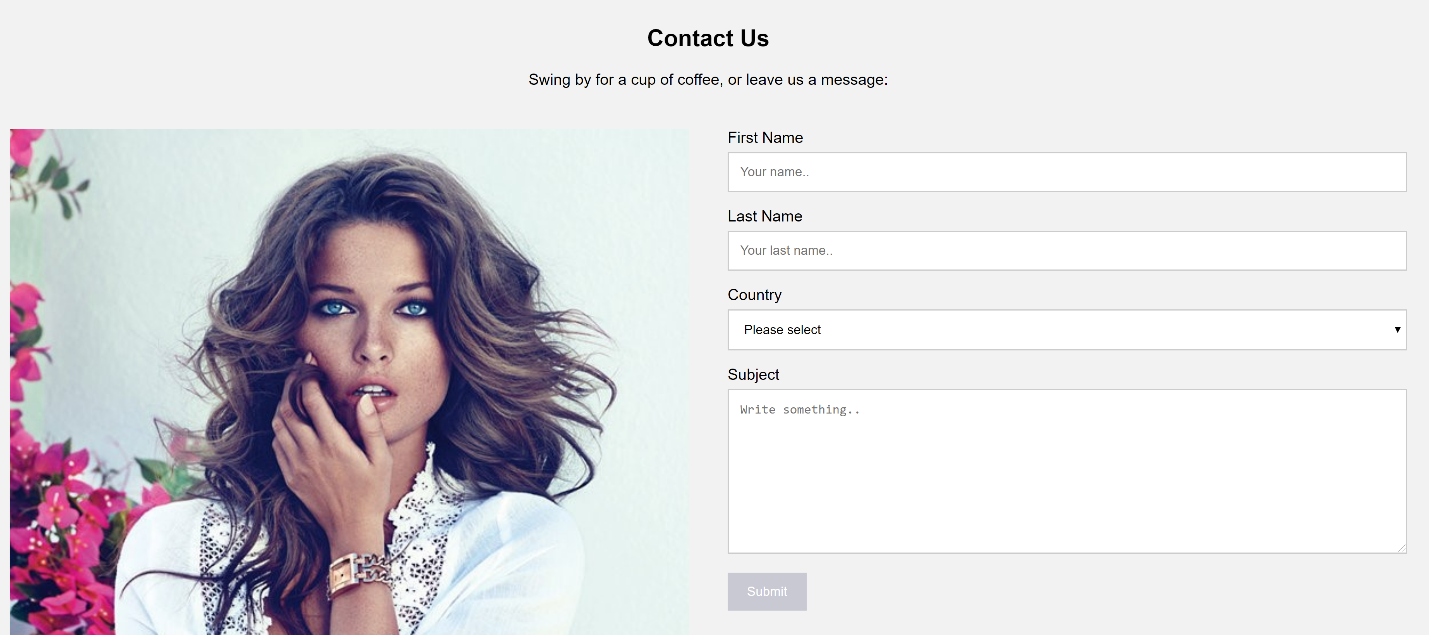 Contact Us
Swing by for a cup of coffee, or leave us a message:
First Name
Your name..
Last Name
Your last name..
Country
Please select
Subject
Write something..
Submit